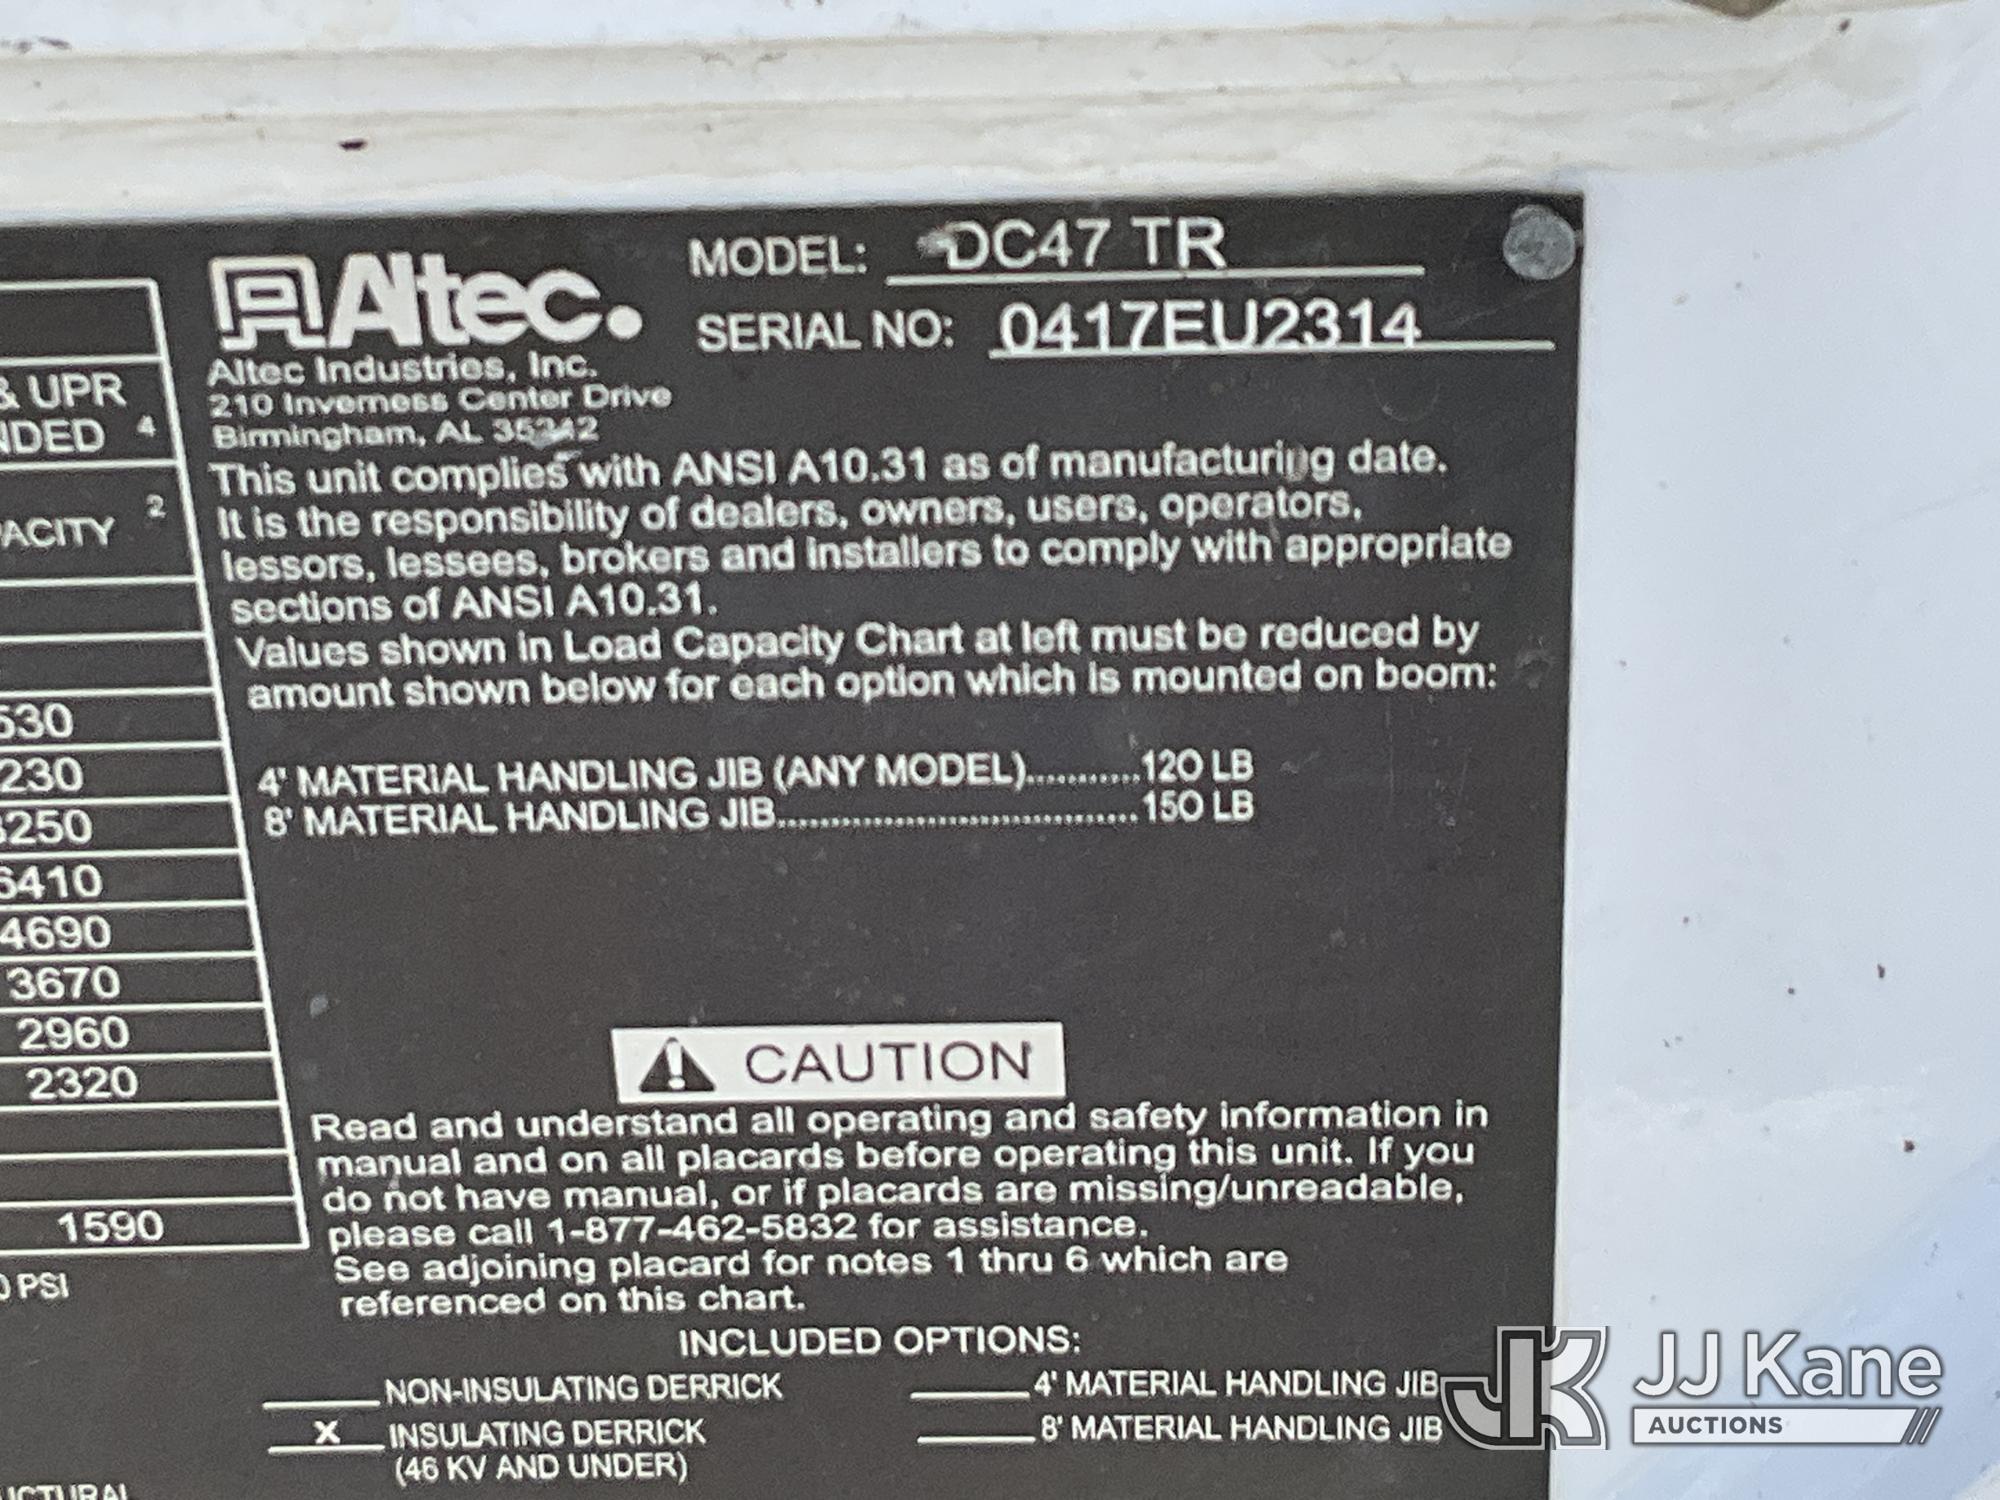 & UPR
4
ACITY 2
530
230
250
6410
4690
3670
2960
2320
1590
PSI
Altec.
Altec Industries, Inc.
210 Inverness Center Drive
Birmingham, AL 35242
MODEL: DC47 TR
SERIAL NO: 0417EU2314
This unit complies with ANSI A10.31 as of manufacturing date.
It is the responsibility of dealers, owners, users, operators,
lessors, lessees, brokers and installers to comply with appropriate
sections of ANSI A10.31.
Values shown in Load Capacity Chart at left must be reduced by
amount shown below for each option which is mounted on boom:
4' MATERIAL HANDLING JIB (ANY MODEL)...........120 LB
8' MATERIAL HANDLING JIB..................................150 LB
CAUTION
Read and understand all operating and safety information in
manual and on all placards before operating this unit. If you
do not have manual, or if placards are missing/unreadable,
please call 1-877-462-5832 for assistance.
See adjoining placard for notes 1 thru 6 which are
referenced on this chart.
INCLUDED OPTIONS:
NON-INSULATING DERRICK
4' MATERIAL HANDLING JIB
X INSULATING DERRICK
8' MATERIAL HANDLING JIB
(46 KV AND UNDER)
JK JJ Kane
AUCTIONS